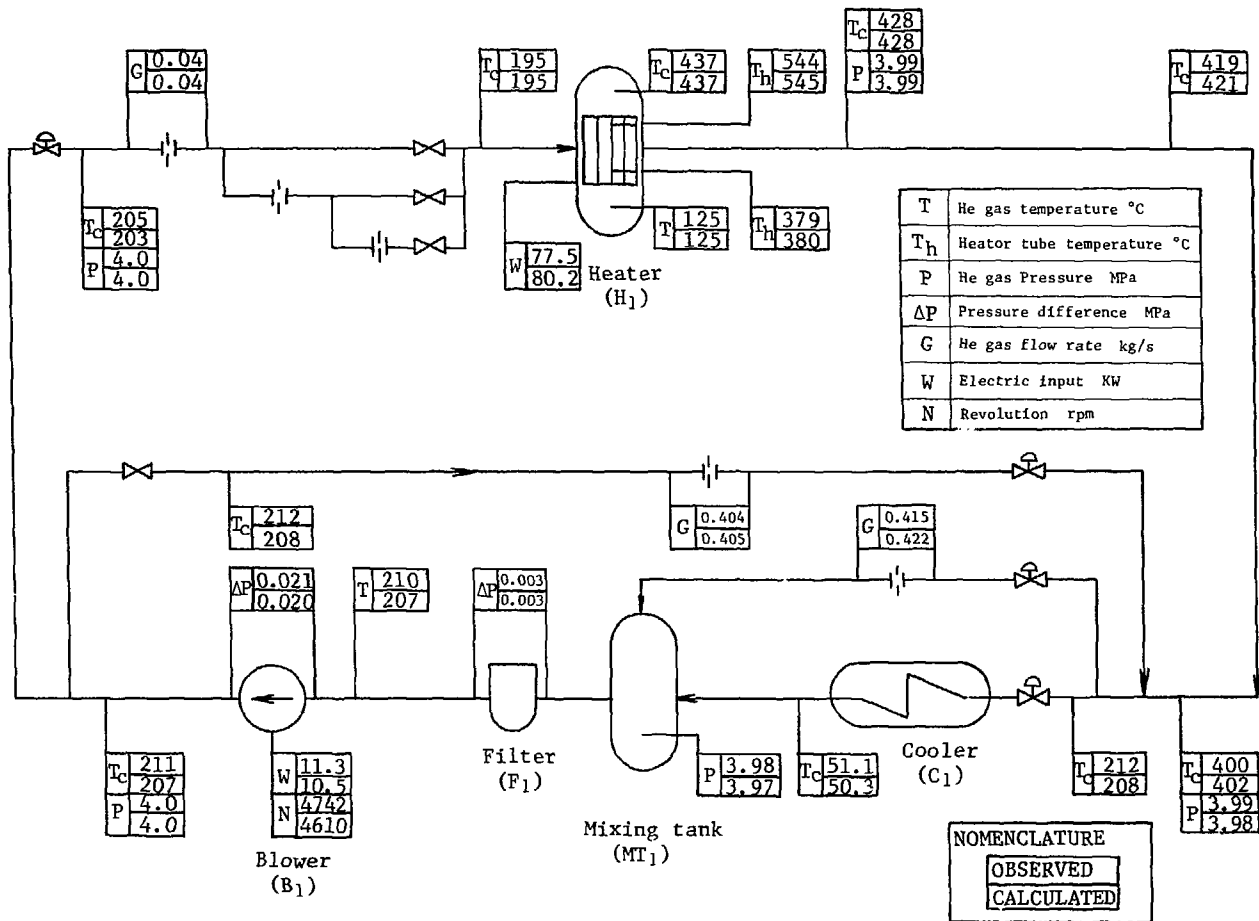 G 0.04
0.04
Tc 195
195
Tc 437
437
Th 544
545
Tc 428
428
P 3.99
3.99
Tc 419
421
Tc 205
203
P 4.0
4.0
W 77.5
80.2
Heater
(H1)
T 125
125
Th 379
380
T He gas temperature °C
Th Heator tube temperature °C
P He gas Pressure MPa
ΔP Pressure difference MPa
G He gas flow rate kg/s
W Electric input KW
N Revolution rpm
Tc 212
208
G 0.404
0.405
G 0.415
0.422
ΔP 0.021
0.020
T 210
207
ΔP 0.003
0.003
Tc 211
207
P 4.0
4.0
W 11.3
10.5
N 4742
4610
Blower
(B1)
Filter
(F1)
Mixing tank
(MT1)
P 3.98
3.97
Tc 51.1
50.3
Cooler
(C1)
Tc 212
208
Tc 400
402
P 3.99
3.98
NOMENCLATURE
OBSERVED
CALCULATED